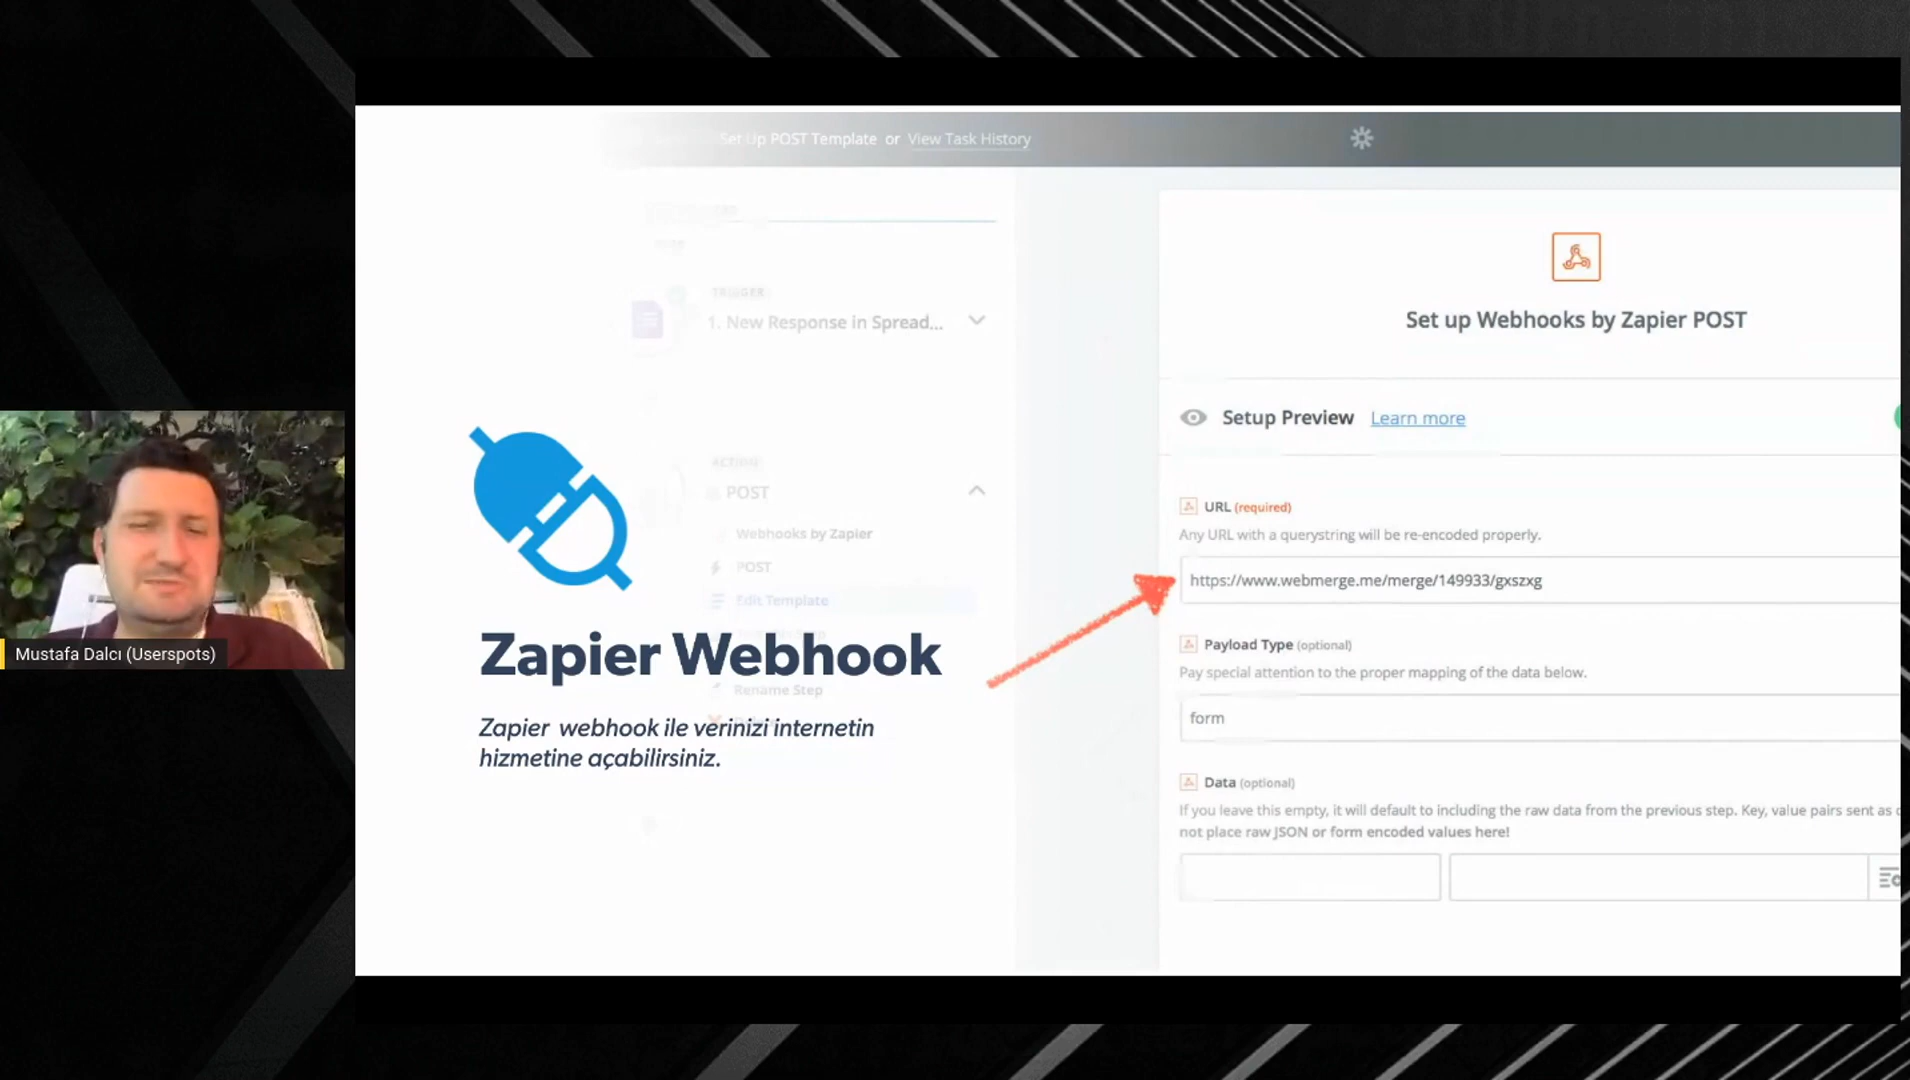 Set Up POST Template or View Task History
TRIGGER
1. New Response in Spread...
ACTION
POST
Webhooks by Zapier
POST
Edit Template
Rename Step
Zapier Webhook
Zapier webhook ile verinizi internetin
hizmetine açabilirsiniz.
Set up Webhooks by Zapier POST
Setup Preview Learn more
URL (required)
Any URL with a querystring will be re-encoded properly.
https://www.webmerge.me/merge/149933/gxszxg
Payload Type (optional)
Pay special attention to the proper mapping of the data below.
form
Data (optional)
If you leave this empty, it will default to including the raw data from the previous step. Key, value pairs sent as
not place raw JSON or form encoded values here!
Mustafa Dalcı (Userspots)